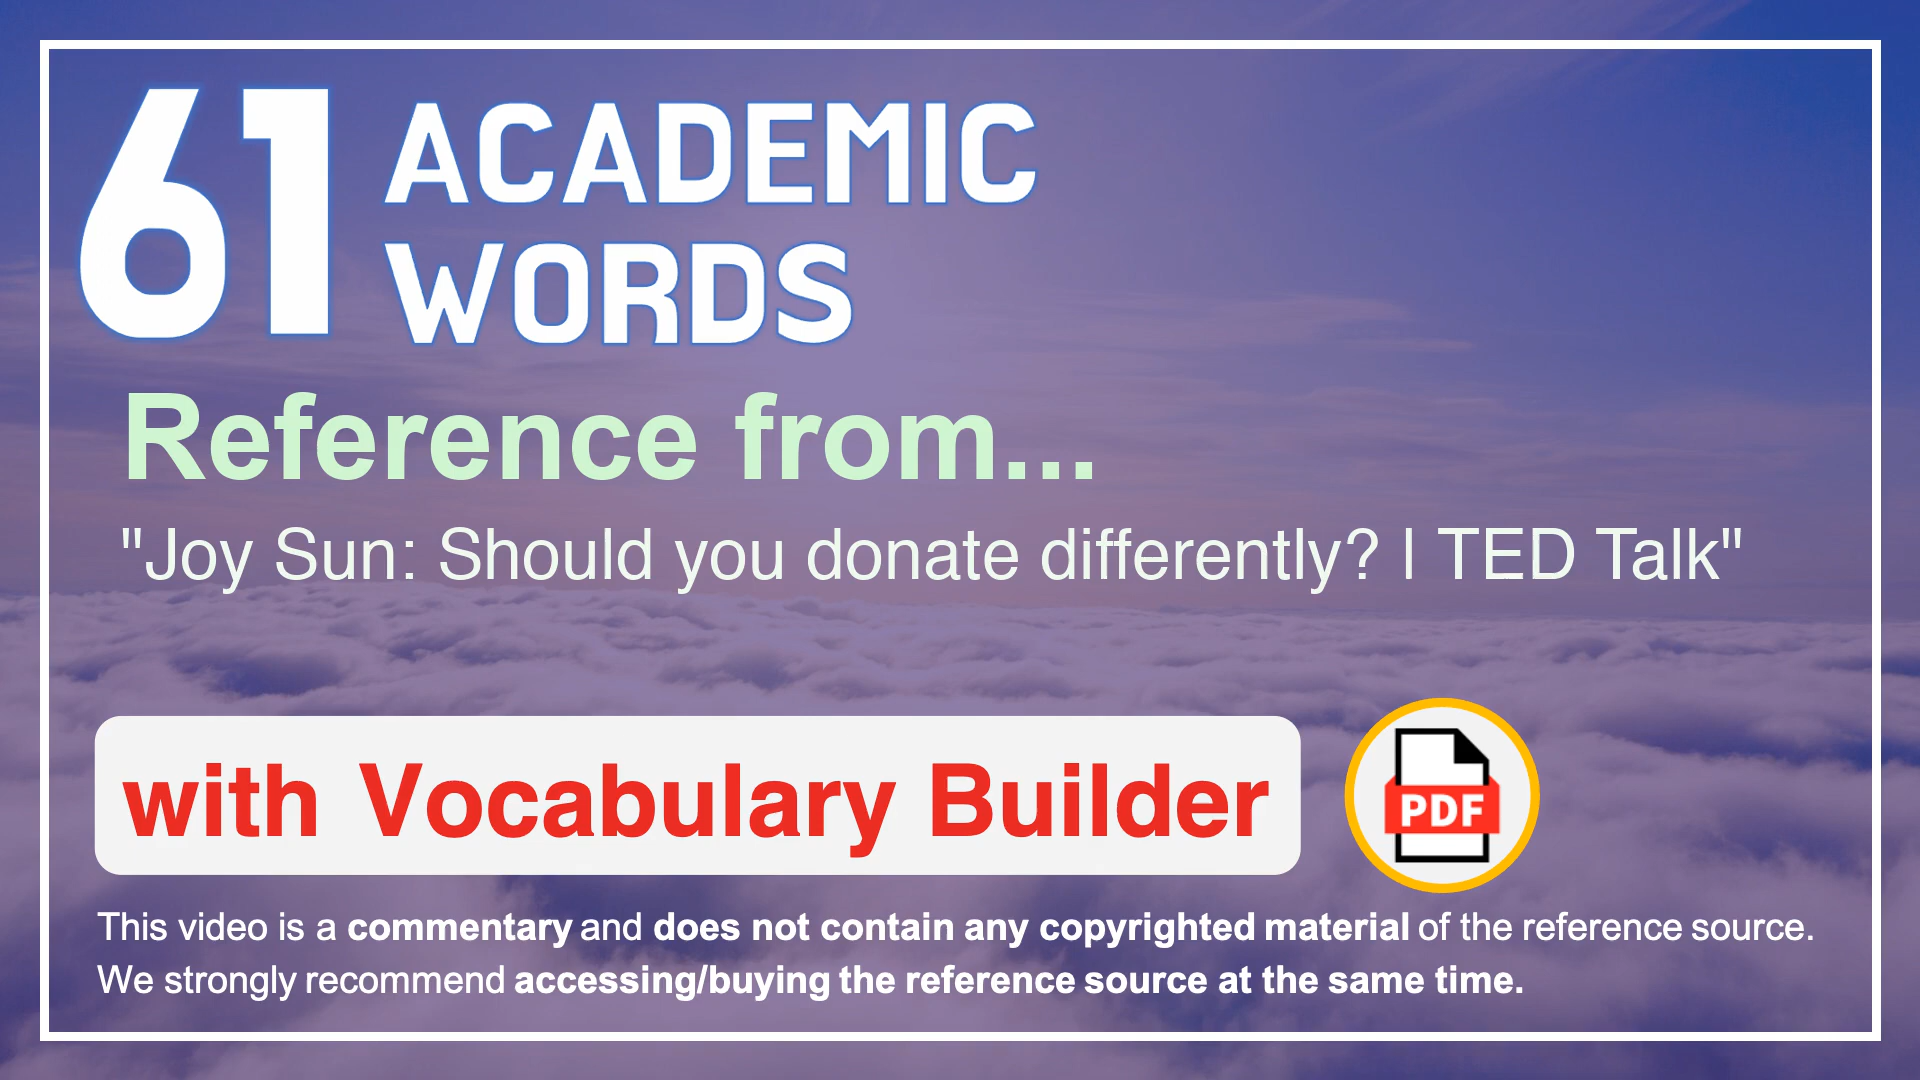 61 ACADEMIC
WORDS
Reference from...
"Joy Sun: Should you donate differently? | TED Talk"
with Vocabulary Builder
PDF
This video is a commentary and does not contain any copyrighted material of the reference source.
We strongly recommend accessing/buying the reference source at the same time.